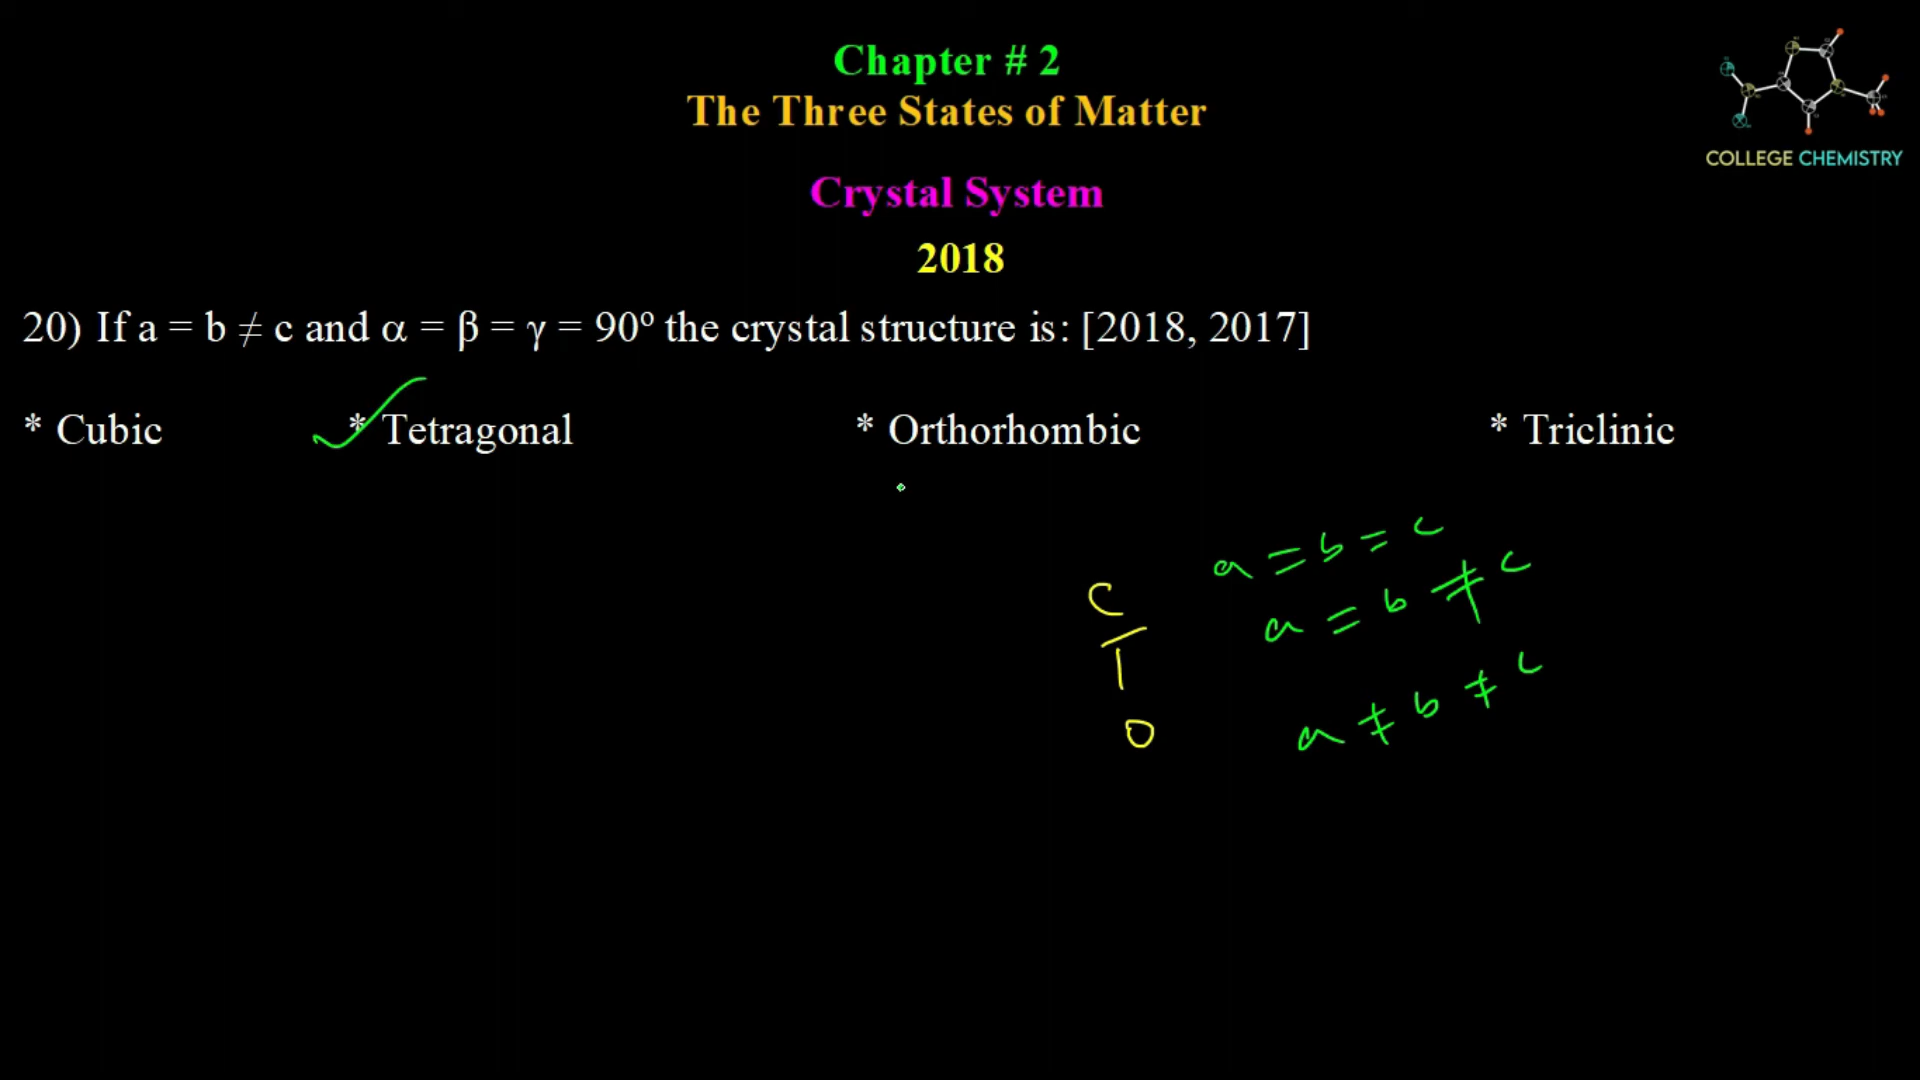 Chapter # 2
The Three States of Matter
COLLEGE CHEMISTRY
Crystal System
2018
20) If a = b ≠ c and α = β = γ = 90º the crystal structure is: [2018, 2017]
* Cubic * Tetragonal * Orthorhombic * Triclinic
C a = b = c
T a = b ≠ c
O a ≠ b ≠ c